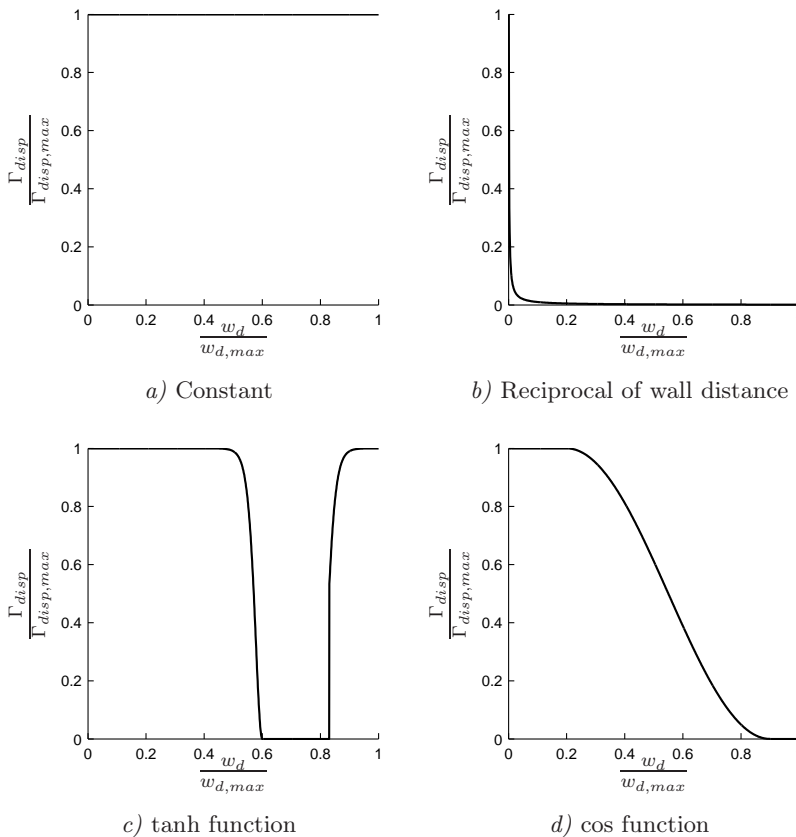 1
0.8
0.6
0.4
0.2
0
Γdisp
Γdisp,max
0 0.2 0.4 0.6 0.8 1
wd
wd,max
a) Constant
1
0.8
0.6
0.4
0.2
0
Γdisp
Γdisp,max
0 0.2 0.4 0.6 0.8
wd
wd,max
b) Reciprocal of wall distance
1
0.8
0.6
0.4
0.2
0
Γdisp
Γdisp,max
0 0.2 0.4 0.6 0.8 1
wd
wd,max
c) tanh function
1
0.8
0.6
0.4
0.2
0
Γdisp
Γdisp,max
0 0.2 0.4 0.6 0.8
wd
wd,max
d) cos function